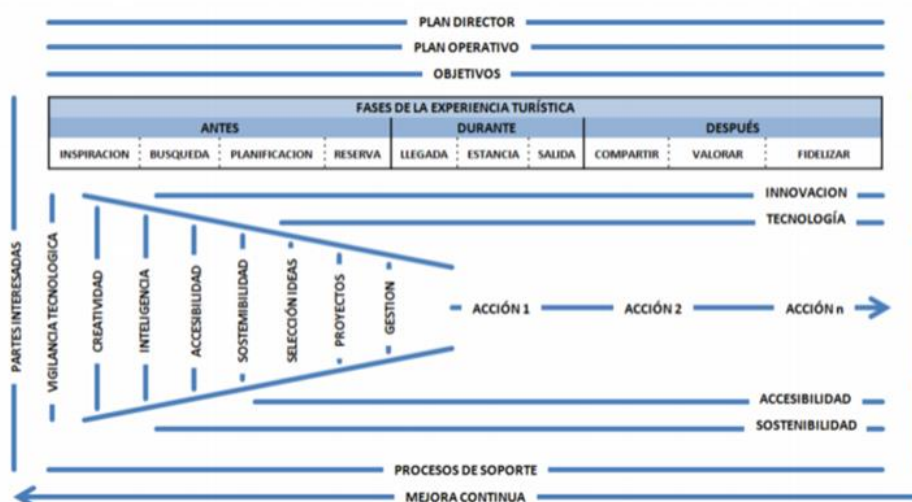 PLAN DIRECTOR
PLAN OPERATIVO
OBJETIVOS
FASES DE LA EXPERIENCIA TURÍSTICA
ANTES DURANTE DESPUÉS
INSPIRACION BUSQUEDA PLANIFICACION RESERVA LLEGADA ESTANCIA SALIDA COMPARTIR VALORAR FIDELIZAR
PARTES INTERESADAS
VIGILANCIA TECNOLOGICA
CREATIVIDAD
INTELIGENCIA
ACCESIBILIDAD
SOSTEMIBILIDAD
SELECCIÓN IDEAS
PROYECTOS
GESTION
INNOVACION
TECNOLOGÍA
ACCIÓN 1 ACCIÓN 2 ACCIÓN n
ACCESIBILIDAD
SOSTENIBILIDAD
PROCESOS DE SOPORTE
MEJORA CONTINUA